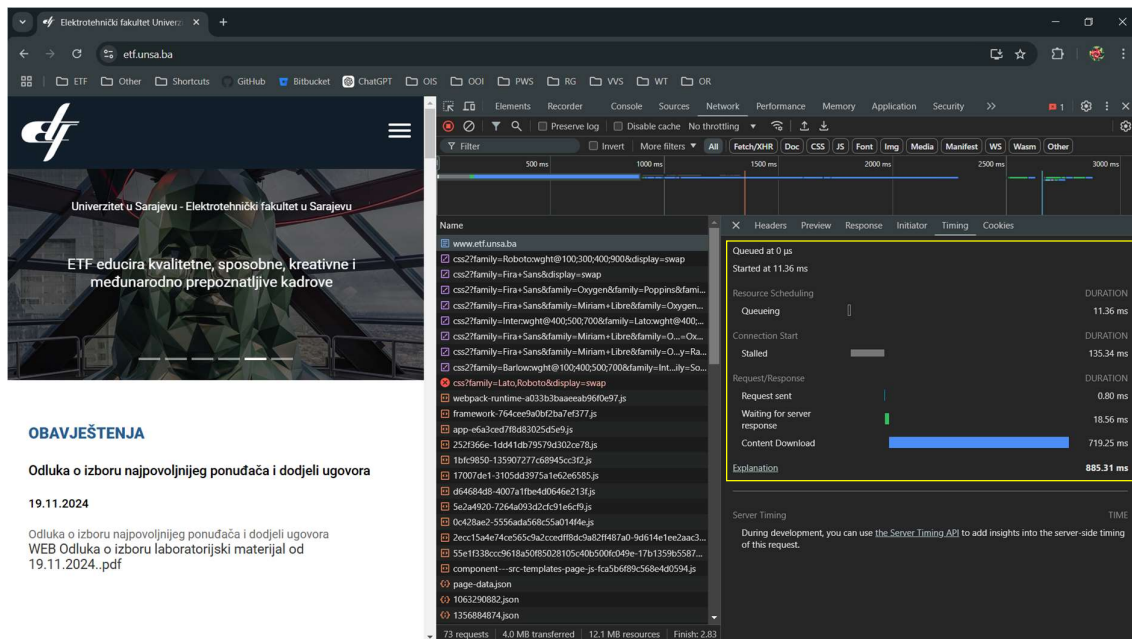 Elektrotehnički fakultet Univerz
etf.unsa.ba
ETF
Other
Shortcuts
GitHub
Bitbucket
ChatGPT
OIS
OOI
PWS
RG
VVS
WT
OR
Univerzitet u Sarajevu - Elektrotehnički fakultet u Sarajevu
ETF educira kvalitetne, sposobne, kreativne i
međunarodno prepoznatljive kadrove
OBAVJEŠTENJA
Odluka o izboru najpovoljnijeg ponuđača i dodjeli ugovora
19.11.2024
Odluka o izboru najpovoljnijeg ponuđača i dodjeli ugovora
WEB Odluka o izboru laboratorijski materijal od
19.11.2024..pdf
Elements
Recorder
Console
Sources
Network
Performance
Memory
Application
Security
1
Preserve log
Disable cache
No throttling
Filter
Invert
More filters
All
Fetch/XHR
Doc
CSS
JS
Font
Img
Media
Manifest
WS
Wasm
Other
500 ms
1000 ms
1500 ms
2000 ms
2500 ms
3000 ms
Name
www.etf.unsa.ba
css2?family=Roboto:wght@100;300;400;900&display=swap
css2?family=Fira+Sans&display=swap
css2?family=Fira+Sans&family=Oxygen&family=Poppins&fami...
css2?family=Fira+Sans&family=Miriam+Libre&family=Oxygen...
css2?family=Inter:wght@400;500;700&family=Lato:wght@400;...
css2?family=Fira+Sans&family=Miriam+Libre&family=O...=Ox...
css2?family=Fira+Sans&family=Miriam+Libre&family=O...y=Ra...
css2?family=Barlow:wght@100;400;500;700&family=Int...ily=So...
css?family=Lato,Roboto&display=swap
webpack-runtime-a033b3baaeeab96f0e97.js
framework-764cee9a0bf2ba7ef377.js
app-e6a3ced7f8d83025d5e9.js
252f366e-1dd41db79579d302ce78.js
1bfc9850-135907277c68945cc3f2.js
17007de1-3105dd3975a1e62e6585.js
d64684d8-4007a1fbe4d0646e213f.js
5e2a4920-7264a093d2cfc91e6cf9.js
0c428ae2-5556ada568c55a014f4e.js
2ecc15a4e74ce565c9a2ccedff8dc9a82ff487a0-9d614e1ee2aac3...
55e1f338ccc9618a50f85028105c40b500fc049e-17b1359b5587...
component---src-templates-page-js-fca5b6f89c568e4d0594.js
page-data.json
1063290882.json
1356884874.json
73 requests
4.0 MB transferred
12.1 MB resources
Finish: 2.83
Headers
Preview
Response
Initiator
Timing
Cookies
Queued at 0 µs
Started at 11.36 ms
Resource Scheduling DURATION
Queueing 11.36 ms
Connection Start DURATION
Stalled 135.34 ms
Request/Response DURATION
Request sent 0.80 ms
Waiting for server
response 18.56 ms
Content Download 719.25 ms
Explanation 885.31 ms
Server Timing TIME
During development, you can use the Server Timing API to add insights into the server-side timing
of this request.